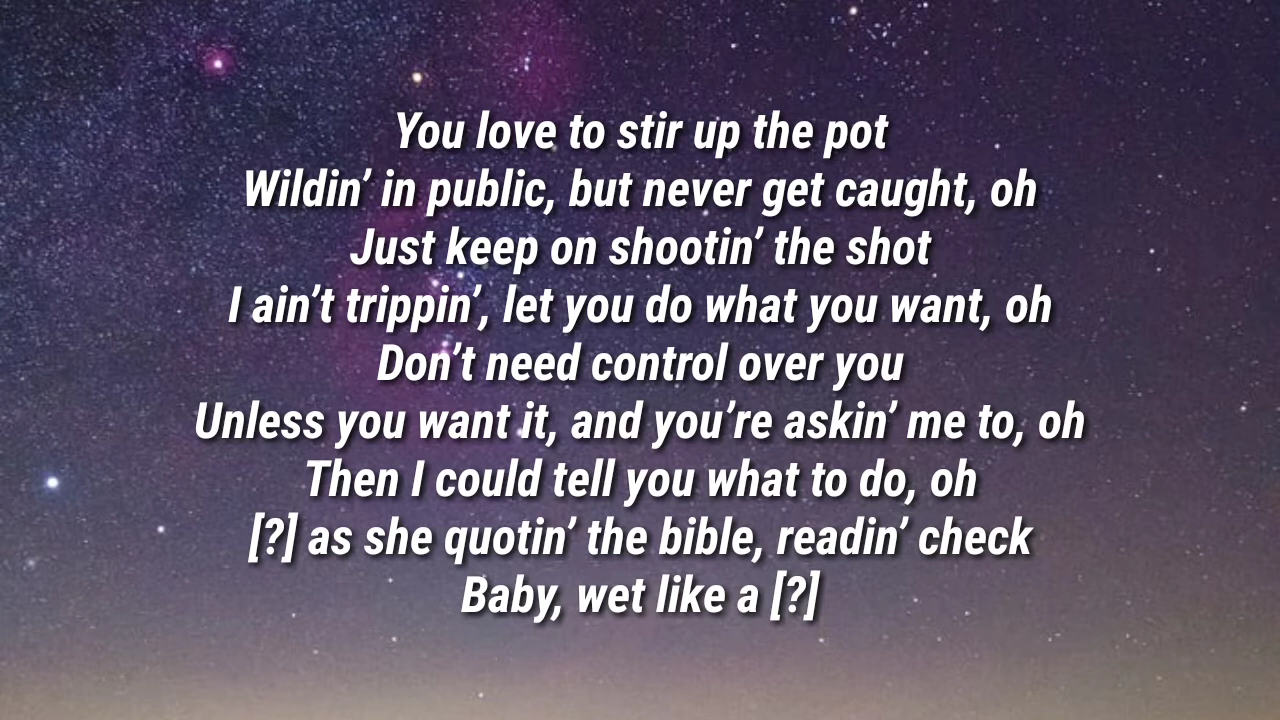 You love to stir up the pot
Wildin’ in public, but never get caught, oh
Just keep on shootin’ the shot
I ain’t trippin’, let you do what you want, oh
Don’t need control over you
Unless you want it, and you’re askin’ me to, oh
Then I could tell you what to do, oh
[?] as she quotin’ the bible, readin’ check
Baby, wet like a [?]